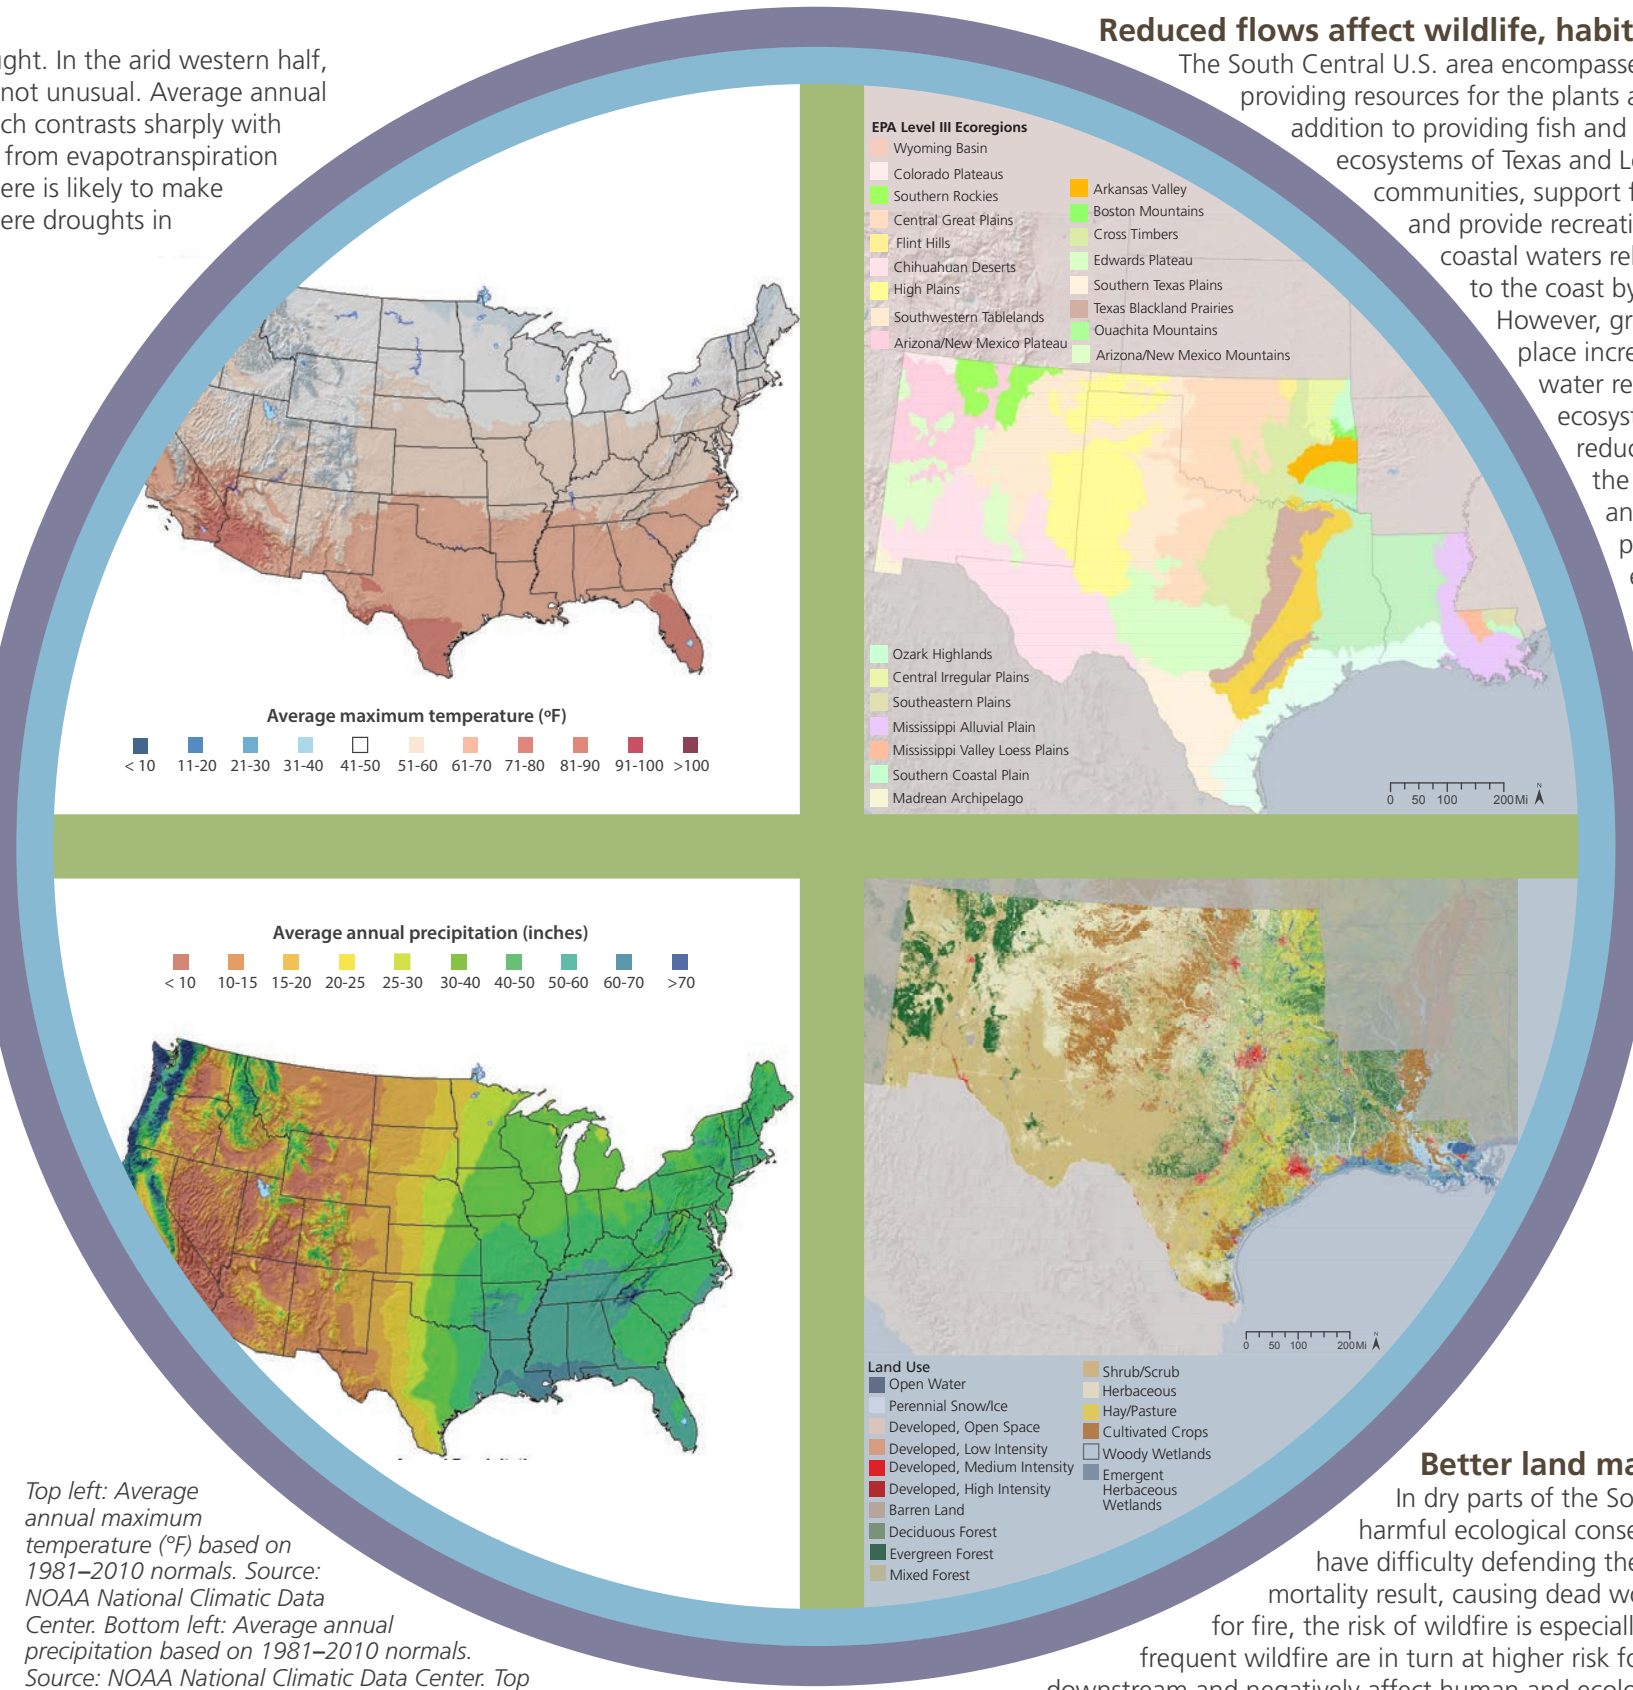 ght. In the arid western half,
not unusual. Average annual
ch contrasts sharply with
from evapotranspiration
ere is likely to make
ere droughts in
Average maximum temperature (ºF)
< 10 11-20 21-30 31-40 41-50 51-60 61-70 71-80 81-90 91-100 >100
Reduced flows affect wildlife, habit
The South Central U.S. area encompasse
providing resources for the plants a
addition to providing fish and
ecosystems of Texas and L
communities, support f
and provide recreati
coastal waters rel
to the coast by
However, gr
place incre
water re
ecosyst
reduc
the
an
p
EPA Level III Ecoregions
Wyoming Basin
Colorado Plateaus
Southern Rockies
Central Great Plains
Flint Hills
Chihuahuan Deserts
High Plains
Southwestern Tablelands
Arizona/New Mexico Plateau
Arkansas Valley
Boston Mountains
Cross Timbers
Edwards Plateau
Southern Texas Plains
Texas Blackland Prairies
Ouachita Mountains
Arizona/New Mexico Mountains
Ozark Highlands
Central Irregular Plains
Southeastern Plains
Mississippi Alluvial Plain
Mississippi Valley Loess Plains
Southern Coastal Plain
Madrean Archipelago
N
0 50 100 200 Mi
Average annual precipitation (inches)
< 10 10-15 15-20 20-25 25-30 30-40 40-50 50-60 60-70 >70
N
0 50 100 200 Mi
Land Use
Open Water
Perennial Snow/Ice
Developed, Open Space
Developed, Low Intensity
Developed, Medium Intensity
Developed, High Intensity
Barren Land
Deciduous Forest
Evergreen Forest
Mixed Forest
Shrub/Scrub
Herbaceous
Hay/Pasture
Cultivated Crops
Woody Wetlands
Emergent
Herbaceous
Wetlands
Top left: Average
annual maximum
temperature (°F) based on
1981–2010 normals. Source:
NOAA National Climatic Data
Center. Bottom left: Average annual
precipitation based on 1981–2010 normals.
Source: NOAA National Climatic Data Center. Top
Better land ma
In dry parts of the So
harmful ecological conse
have difficulty defending the
mortality result, causing dead wo
for fire, the risk of wildfire is especiall
frequent wildfire are in turn at higher risk fo
downstream and negatively affect human and ecolo